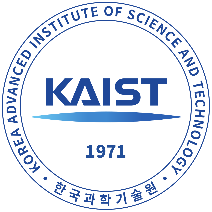 KOREA ADVANCED INSTITUTE OF SCIENCE AND TECHNOLOGY
KAIST
1971
한국과학기술원